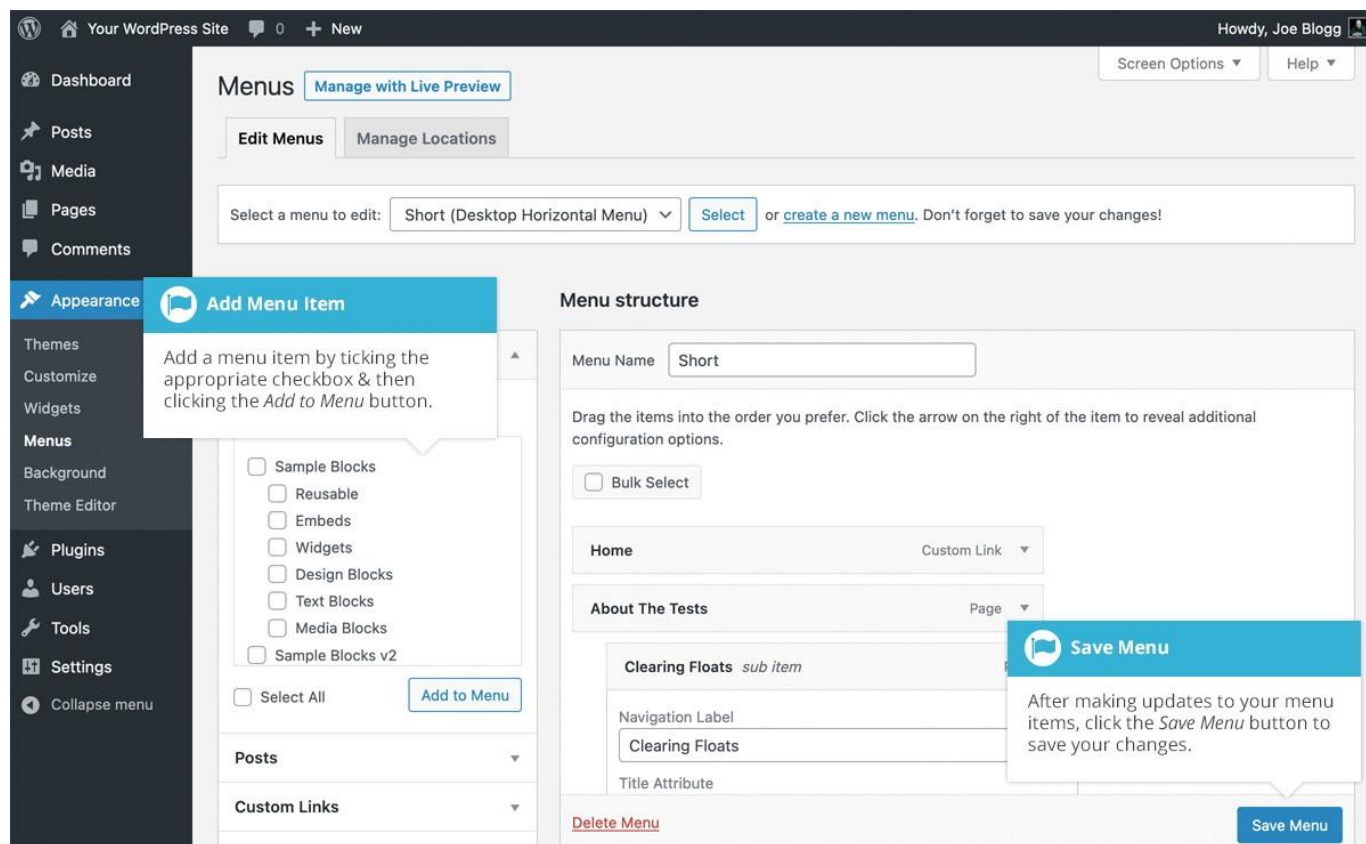 Your WordPress Site 0 + New
Howdy, Joe Blogg
Dashboard
Posts
Media
Pages
Comments
Appearance
Themes
Customize
Widgets
Menus
Background
Theme Editor
Plugins
Users
Tools
Settings
Collapse menu
Screen Options
Help
Menus
Manage with Live Preview
Edit Menus
Manage Locations
Select a menu to edit: Short (Desktop Horizontal Menu) Select or create a new menu. Don't forget to save your changes!
Add Menu Item
Add a menu item by ticking the
appropriate checkbox & then
clicking the Add to Menu button.
Sample Blocks
Reusable
Embeds
Widgets
Design Blocks
Text Blocks
Media Blocks
Sample Blocks v2
Select All
Add to Menu
Posts
Custom Links
Menu structure
Menu Name Short
Drag the items into the order you prefer. Click the arrow on the right of the item to reveal additional
configuration options.
Bulk Select
Home Custom Link
About The Tests Page
Clearing Floats sub item
Navigation Label
Clearing Floats
Title Attribute
Save Menu
After making updates to your menu
items, click the Save Menu button to
save your changes.
Delete Menu
Save Menu